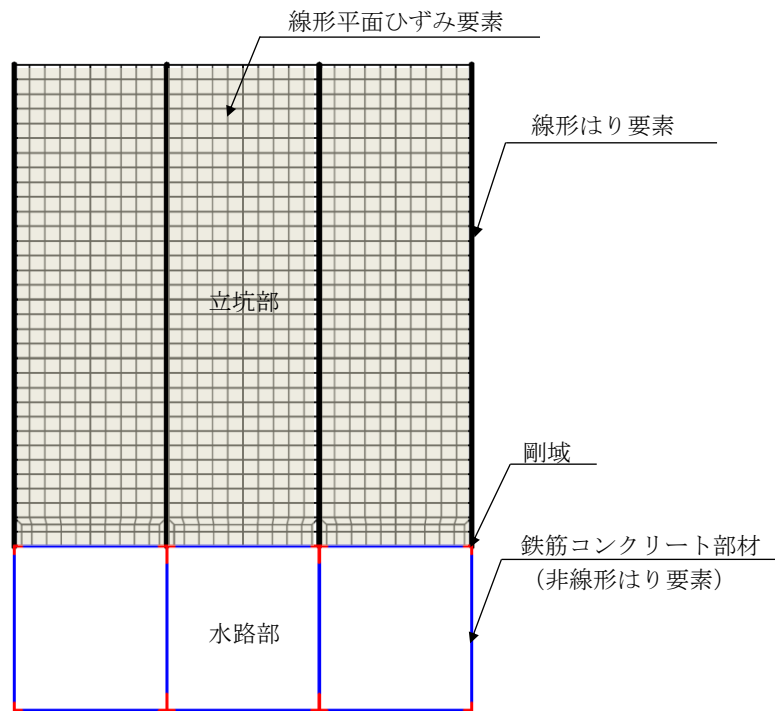 線形平面ひずみ要素
線形はり要素
立坑部
剛域
鉄筋コンクリート部材
(非線形はり要素)
水路部